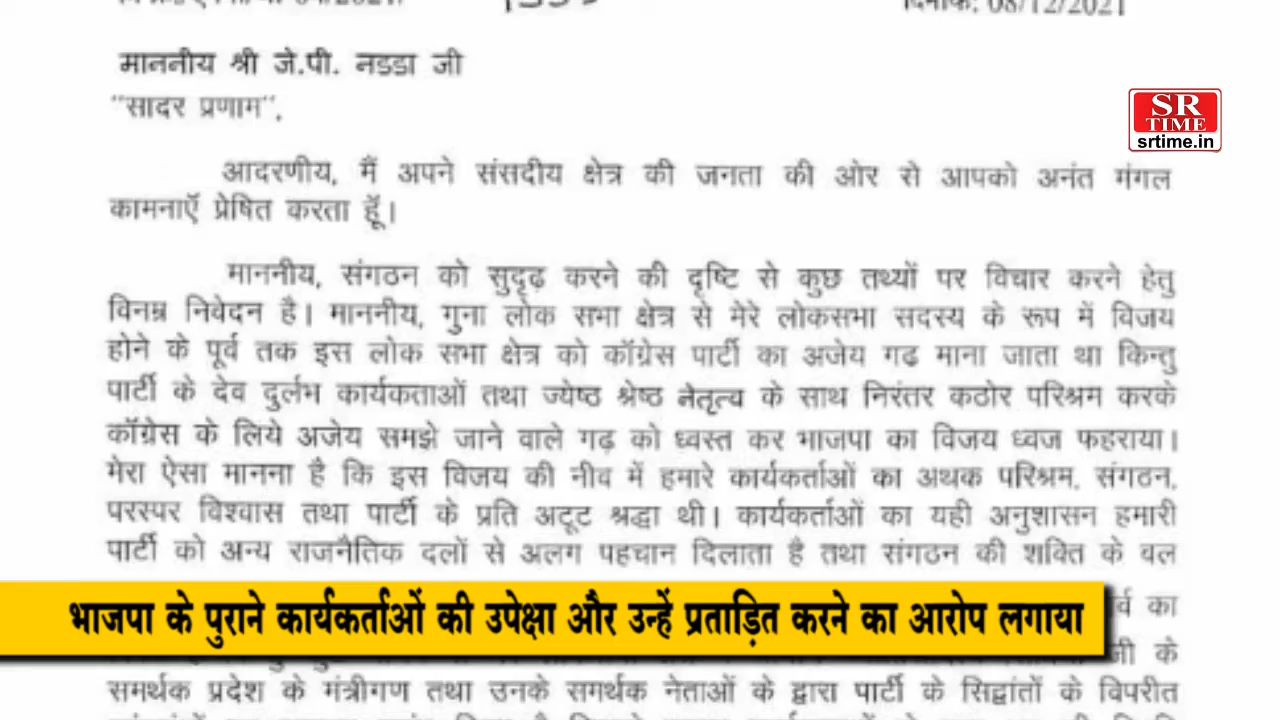 दिनांक: 08/12/2021
माननीय श्री जे.पी. नडडा जी
"सादर प्रणाम",
SR
TIME
srtime.in
आदरणीय, मैं अपने संसदीय क्षेत्र की जनता की ओर से आपको अनंत मंगल
कामनाएँ प्रेषित करता हूँ।
माननीय, संगठन को सुदृढ़ करने की दृष्टि से कुछ तथ्यों पर विचार करने हेतु
विनम्र निवेदन है। माननीय, गुना लोक सभा क्षेत्र से मेरे लोकसभा सदस्य के रूप में विजय
होने के पूर्व तक इस लोक सभा क्षेत्र को कॉग्रेस पार्टी का अजेय गढ माना जाता था किन्तु
पार्टी के देव दुर्लभ कार्यकताओं तथा ज्येष्ठ श्रेष्ठ नेतृत्व के साथ निरंतर कठोर परिश्रम करके
कॉग्रेस के लिये अजेय समझे जाने वाले गढ़ को ध्वस्त कर भाजपा का विजय ध्वज फहराया।
मेरा ऐसा मानना है कि इस विजय की नीव में हमारे कार्यकर्ताओं का अथक परिश्रम, संगठन,
परस्पर विश्वास तथा पार्टी के प्रति अटूट श्रद्धा थी। कार्यकर्ताओं का यही अनुशासन हमारी
पार्टी को अन्य राजनैतिक दलों से अलग पहचान दिलाता है तथा संगठन की शक्ति के वल
का
भाजपा के पुराने कार्यकर्ताओं की उपेक्षा और उन्हें प्रताड़ित करने का आरोप लगाया
जी के
समर्थक प्रदेश के मंत्रीगण तथा उनके समर्थक नेताओं के द्वारा पार्टी के सिद्वांतों के विपरीत